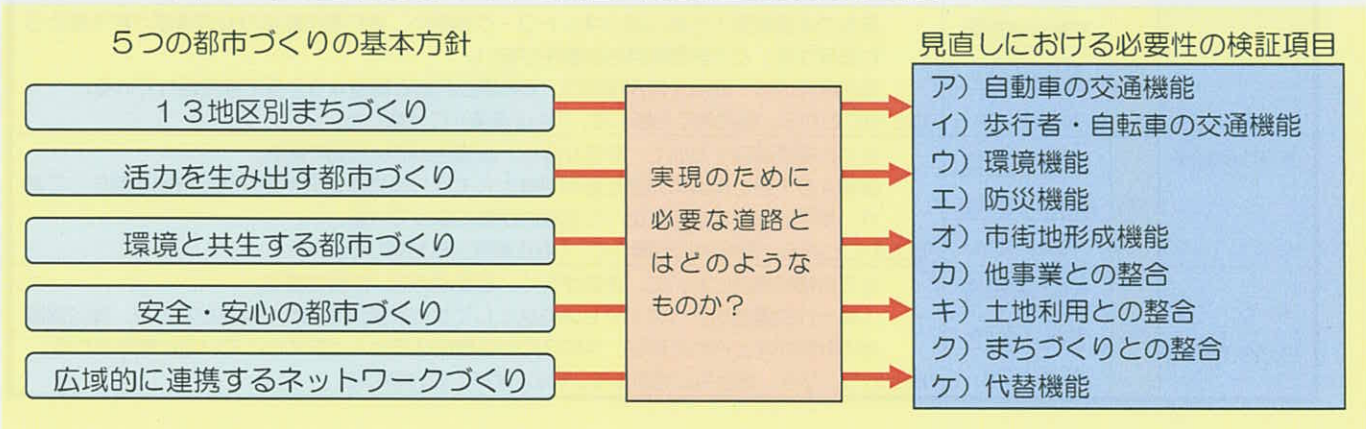 5つの都市づくりの基本方針
13地区別まちづくり
活力を生み出す都市づくり
環境と共生する都市づくり
安全・安心の都市づくり
広域的に連携するネットワークづくり
実現のために
必要な道路と
はどのような
ものか？
見直しにおける必要性の検証項目
ア）自動車の交通機能
イ）歩行者・自転車の交通機能
ウ）環境機能
エ）防災機能
オ）市街地形成機能
カ）他事業との整合
キ）土地利用との整合
ク）まちづくりとの整合
ケ）代替機能